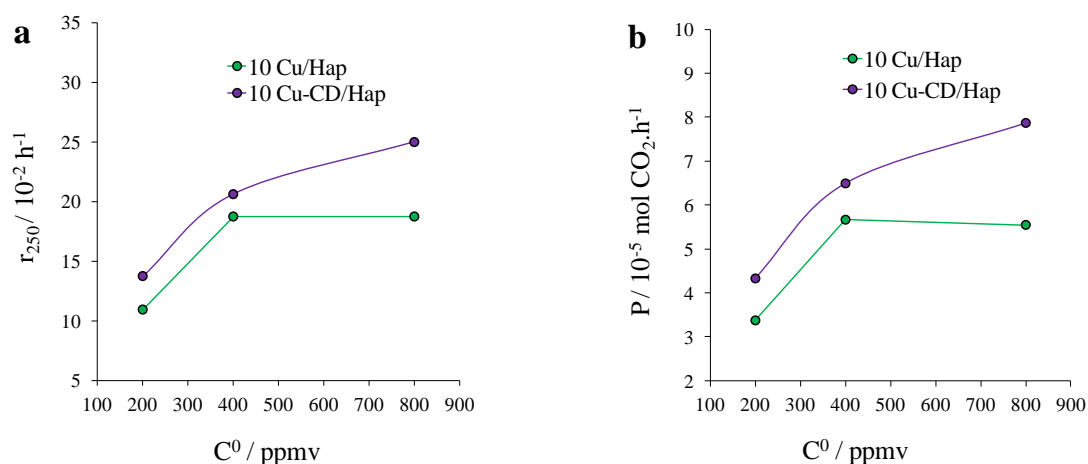 a
35
30
25
20
15
10
5
r₂₅₀ / 10⁻² h⁻¹
10 Cu/Hap
10 Cu-CD/Hap
100 200 300 400 500 600 700 800 900
C⁰ / ppmv
b
10
9
8
7
6
5
4
3
2
P / 10⁻⁵ mol CO₂.h⁻¹
10 Cu/Hap
10 Cu-CD/Hap
100 200 300 400 500 600 700 800 900
C⁰ / ppmv